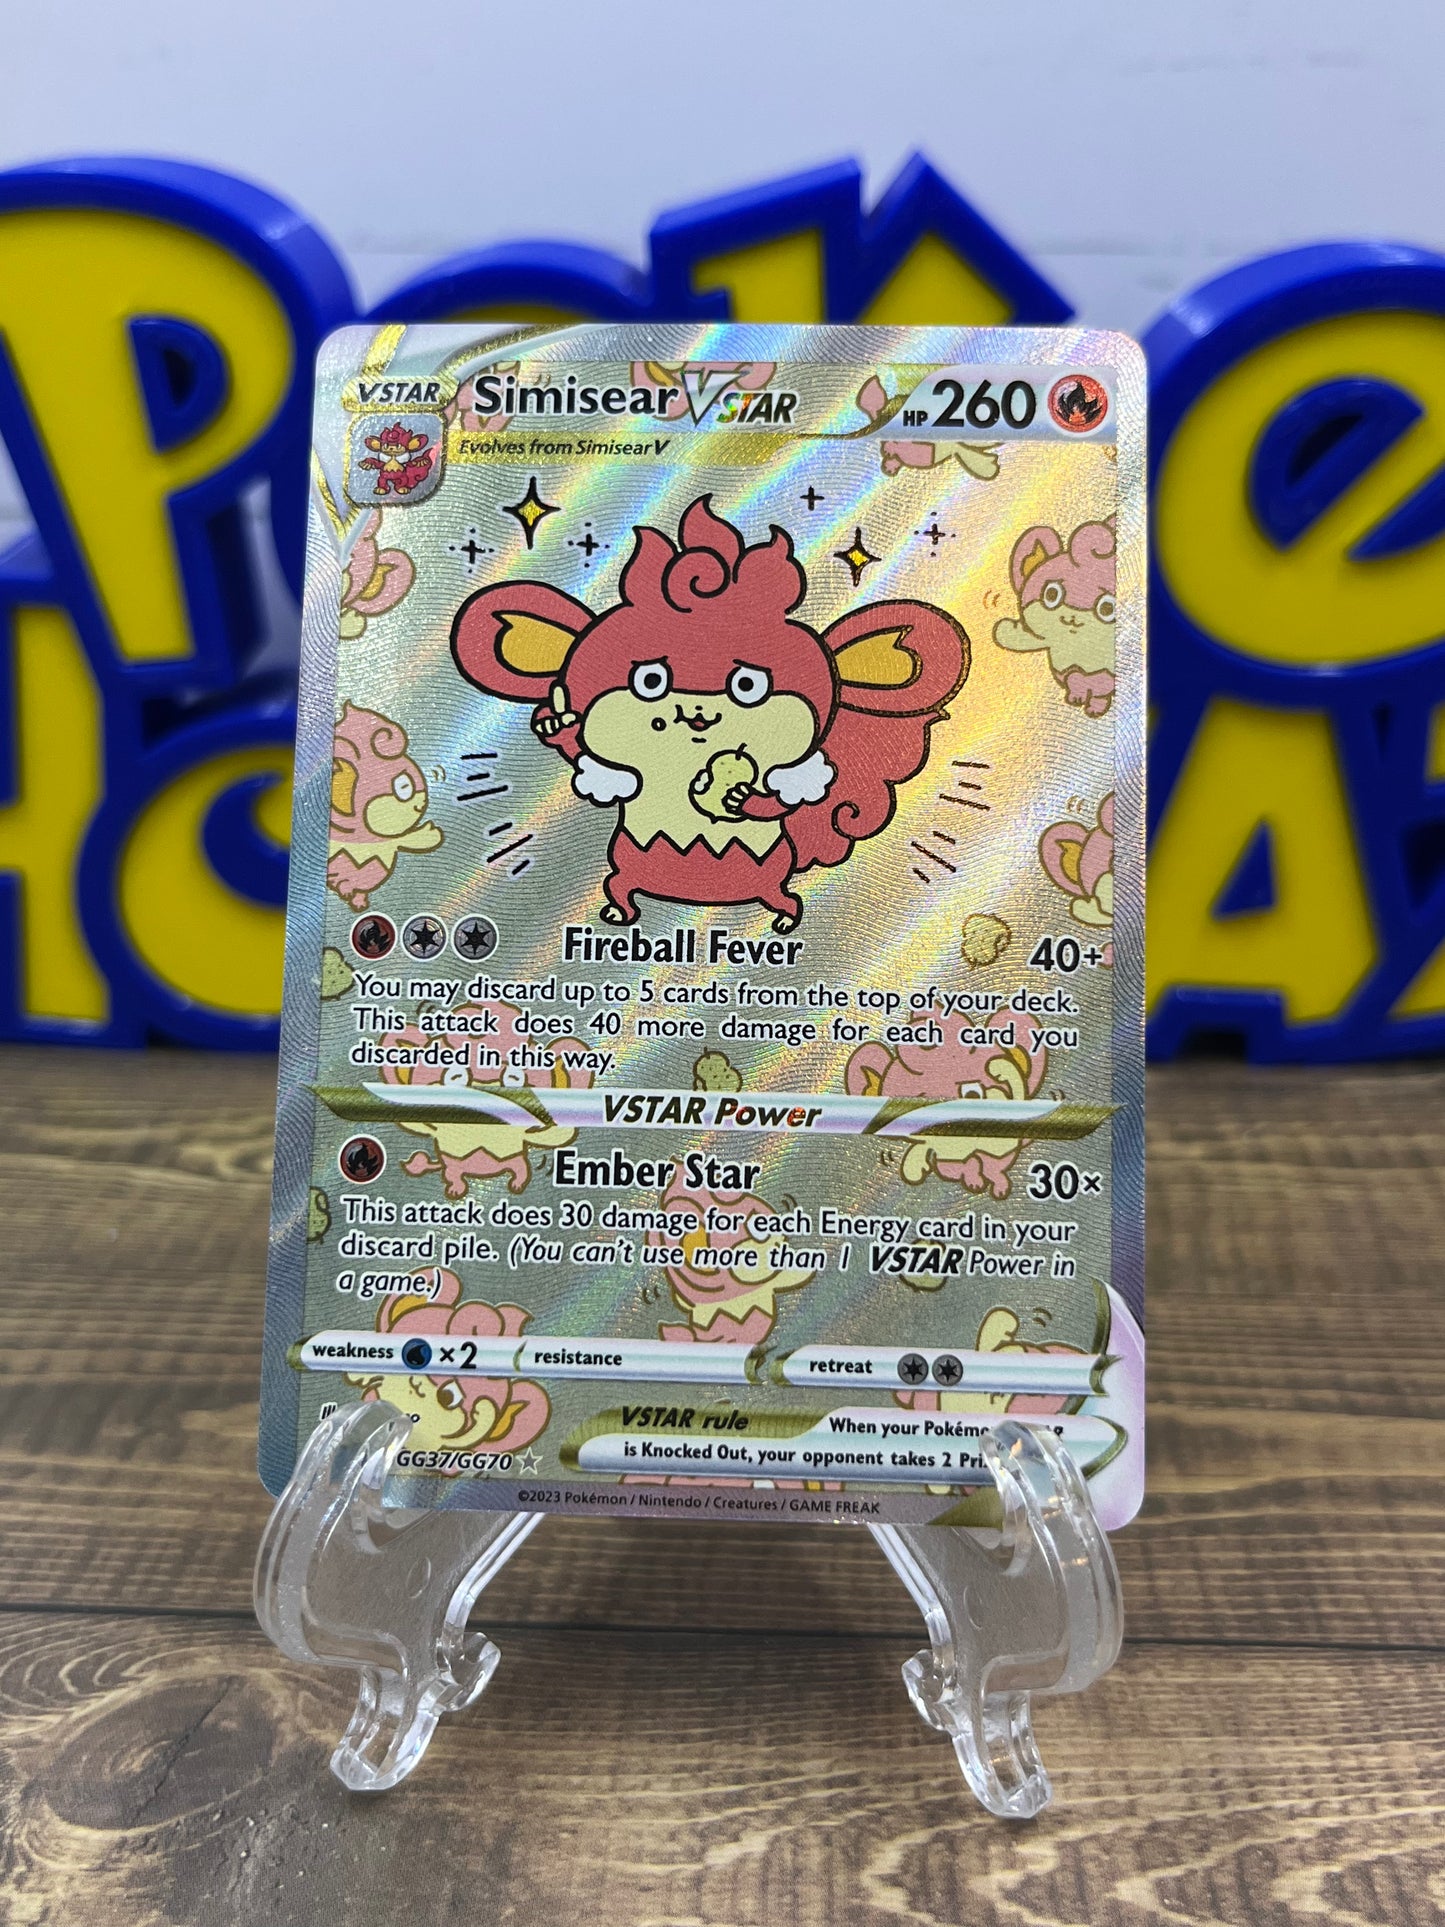 Poke
HOAZ
VSTAR
Simisear VSTAR
HP 260
Evolves from Simisear V
Fireball Fever 40+
You may discard up to 5 cards from the top of your deck.
This attack does 40 more damage for each card you
discarded in this way.
VSTAR Power
Ember Star 30×
This attack does 30 damage for each Energy card in your
discard pile. (You can't use more than 1 VSTAR Power in
a game.)
weakness ×2 resistance retreat
VSTAR rule When your
is Knocked Out, your opponent takes 2
GG37/GG70
©2023 Pokémon / Nintendo / Creatures / GAME FREAK